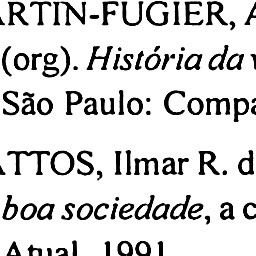 ARTIN-FUGIER, A
(org). História da v
São Paulo: Compa
ATTOS, Ilmar R. d
boa sociedade, a c
Atual, 1991